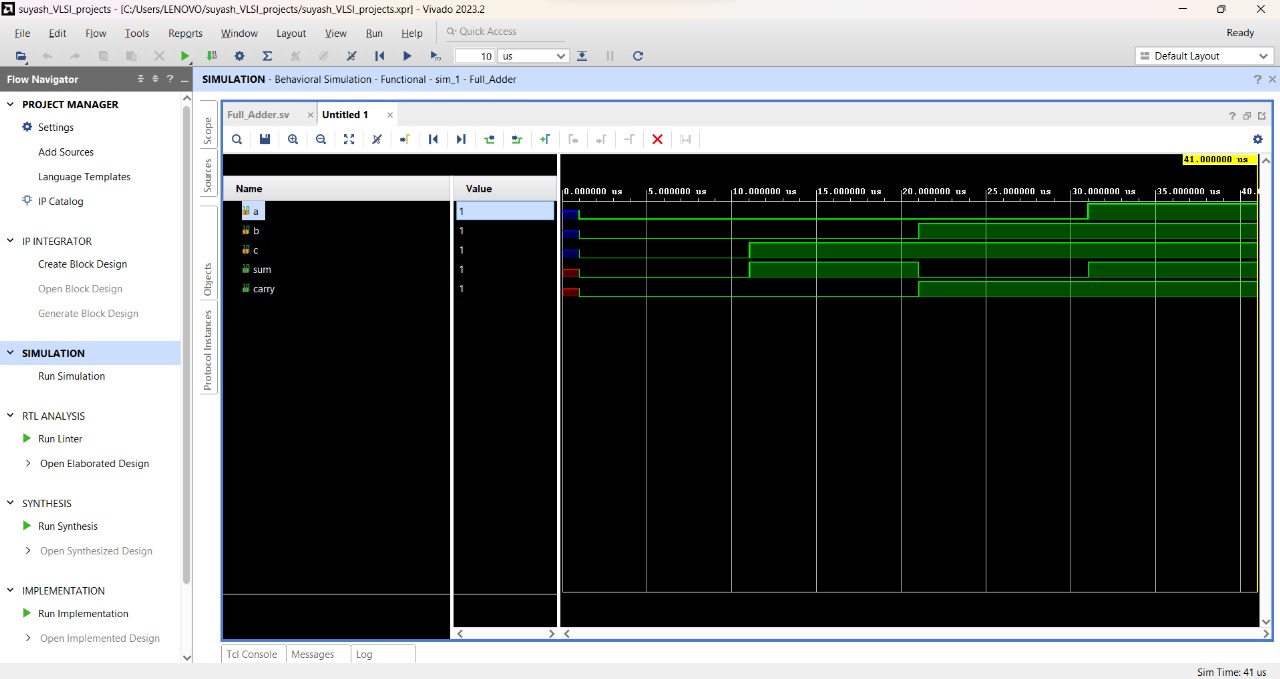 suyash_VLSI_projects - [C:/Users/LENOVO/suyash_VLSI_projects/suyash_VLSI_projects.xpr] - Vivado 2023.2
File Edit Flow Tools Reports Window Layout View Run Help Quick Access Ready
10 us Default Layout
Flow Navigator
SIMULATION - Behavioral Simulation - Functional - sim_1 - Full_Adder
PROJECT MANAGER
Settings
Add Sources
Language Templates
IP Catalog
IP INTEGRATOR
Create Block Design
Open Block Design
Generate Block Design
SIMULATION
Run Simulation
RTL ANALYSIS
Run Linter
Open Elaborated Design
SYNTHESIS
Run Synthesis
Open Synthesized Design
IMPLEMENTATION
Run Implementation
Open Implemented Design
Scope
Sources
Objects
Protocol Instances
Full_Adder.sv Untitled 1
41.000000 us
Name Value
0.000000 us 5.000000 us 10.000000 us 15.000000 us 20.000000 us 25.000000 us 30.000000 us 35.000000 us 40.
a 1
b 1
c 1
sum 1
carry 1
Tcl Console Messages Log
Sim Time: 41 us